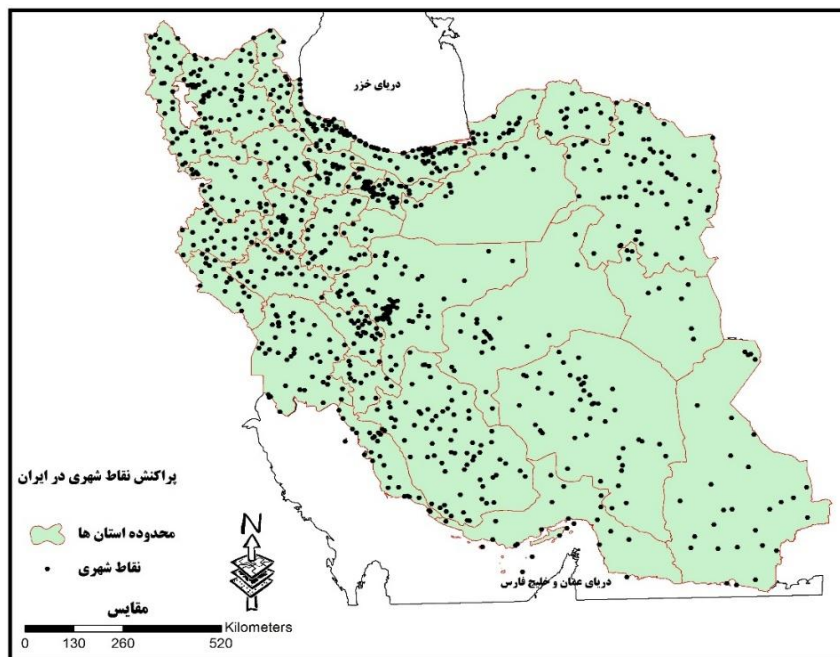 دریای خزر
پراکنش نقاط شهری در ایران
محدوده استان ها
نقاط شهری
مقایس
N
Kilometers
0 130 260 520
دریای عمان و خلیج فارس